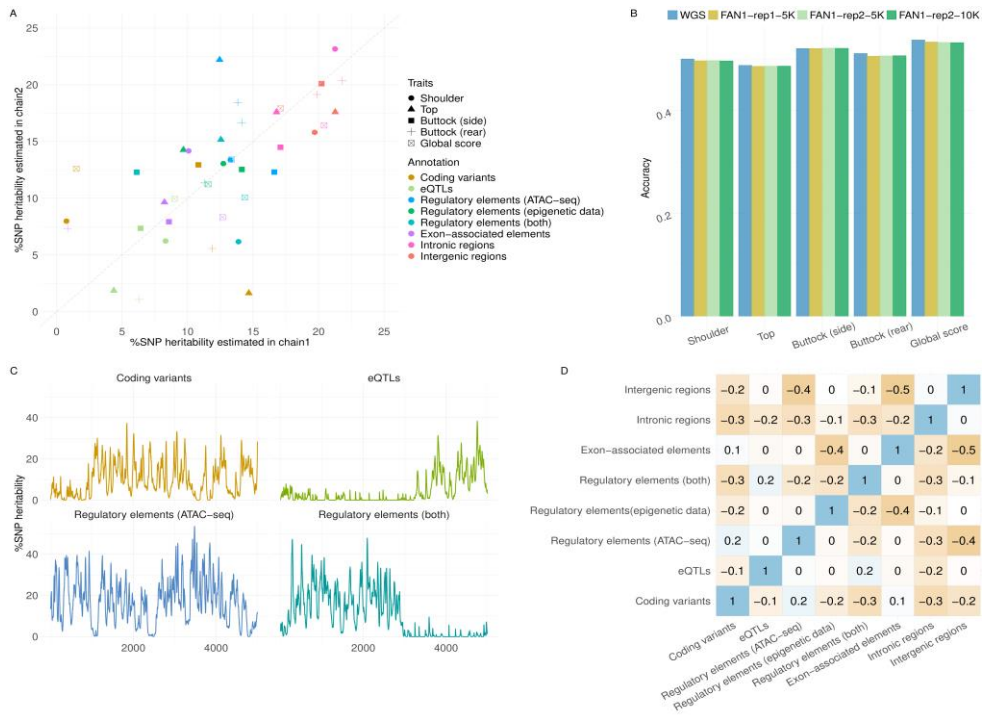 A
25
20
15
10
5
0
%SNP heritability estimated in chain2
0 5 10 15 20 25
%SNP heritability estimated in chain1
Traits
Shoulder
Top
Buttock (side)
Buttock (rear)
Global score
Annotation
Coding variants
eQTLs
Regulatory elements (ATAC-seq)
Regulatory elements (epigenetic data)
Regulatory elements (both)
Exon-associated elements
Intronic regions
Intergenic regions
B
WGS FAN1-rep1-5K FAN1-rep2-5K FAN1-rep2-10K
0.4
0.2
0.0
Accuracy
Shoulder Top Buttock (side) Buttock (rear) Global score
C
Coding variants eQTLs
40
20
0
Regulatory elements (ATAC-seq) Regulatory elements (both)
40
20
0
%SNP heritability
2000 4000 2000 4000
D
Intergenic regions -0.2 0 -0.4 0 -0.1 -0.5 0 1
Intronic regions -0.3 -0.2 -0.3 -0.1 -0.3 -0.2 1 0
Exon-associated elements 0.1 0 0 -0.4 0 1 -0.2 -0.5
Regulatory elements (both) -0.3 0.2 -0.2 -0.2 1 0 -0.3 -0.1
Regulatory elements(epigenetic data) -0.2 0 0 1 -0.2 -0.4 -0.1 0
Regulatory elements (ATAC-seq) 0.2 0 1 0 -0.2 0 -0.3 -0.4
eQTLs -0.1 1 0 0 0.2 0 -0.2 0
Coding variants 1 -0.1 0.2 -0.2 -0.3 0.1 -0.3 -0.2
Coding variants
eQTLs
Regulatory elements (ATAC-seq)
Regulatory elements (epigenetic data)
Regulatory elements (both)
Exon-associated elements
Intronic regions
Intergenic regions